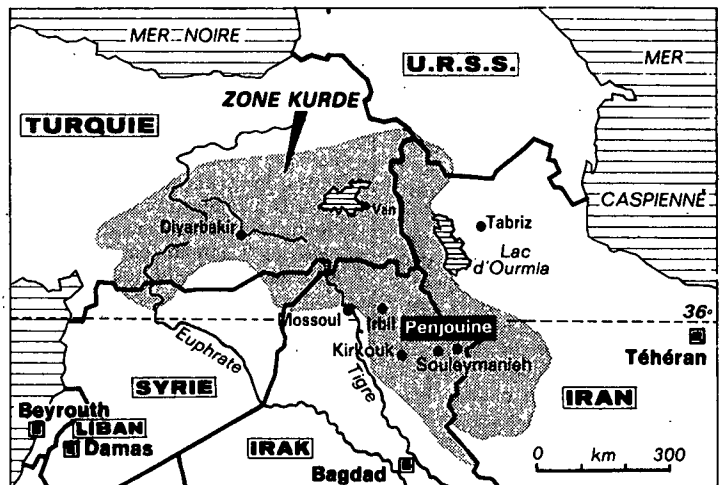 MER NOIRE
U.R.S.S.
MER
CASPIENNE
ZONE KURDE
TURQUIE
Van
Diyarbakir
Tabriz
Lac
d'Ourmia
36°
Mossoul
Irbil
Penjouine
Kirkouk
Souleymanieh
Téhéran
Euphrate
Tigre
SYRIE
IRAN
Beyrouth
LIBAN
Damas
IRAK
Bagdad
0 km 300